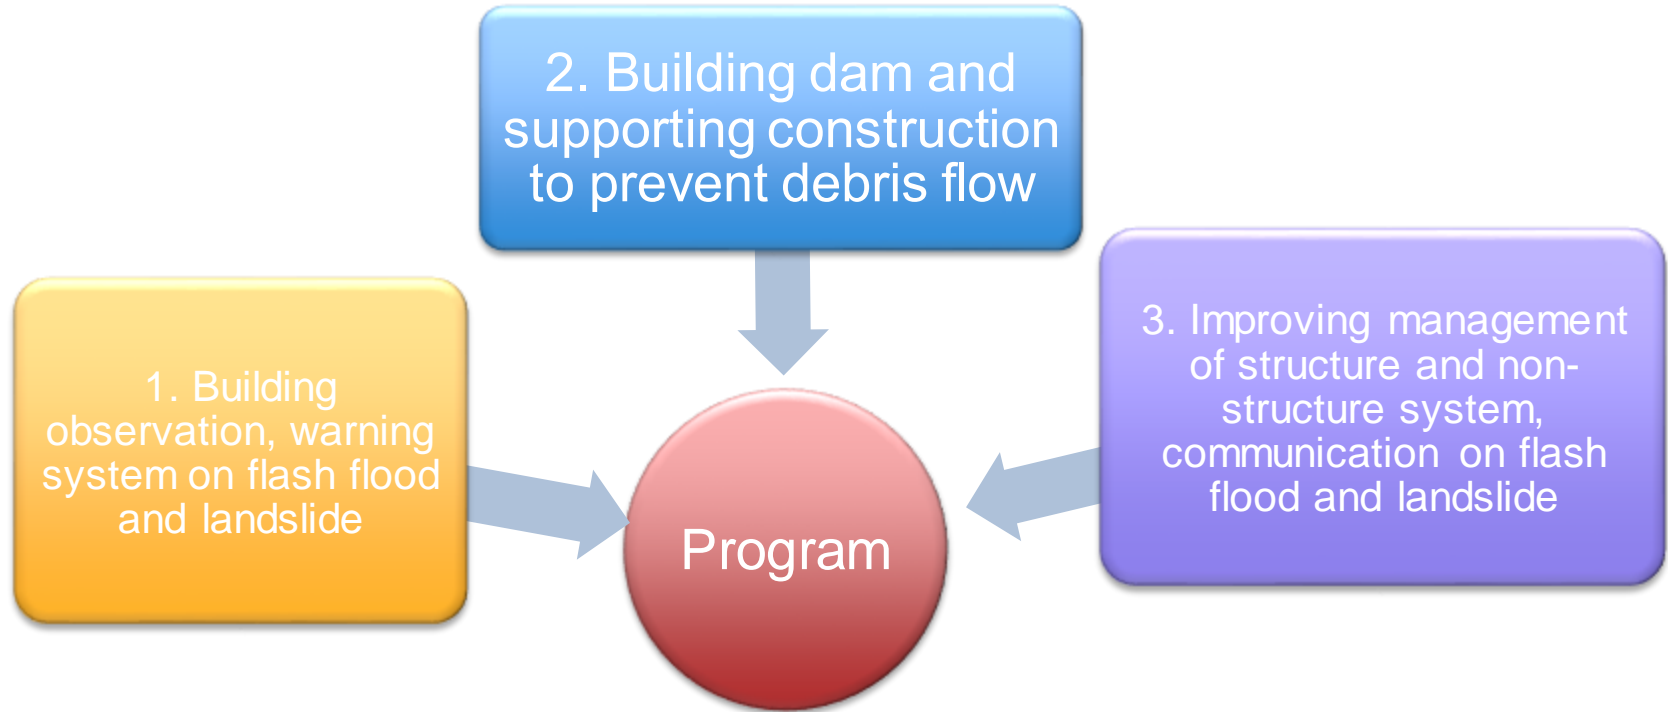 1. Building
observation, warning
system on flash flood
and landslide
2. Building dam and
supporting construction
to prevent debris flow
3. Improving management
of structure and non-
structure system,
communication on flash
flood and landslide
Program